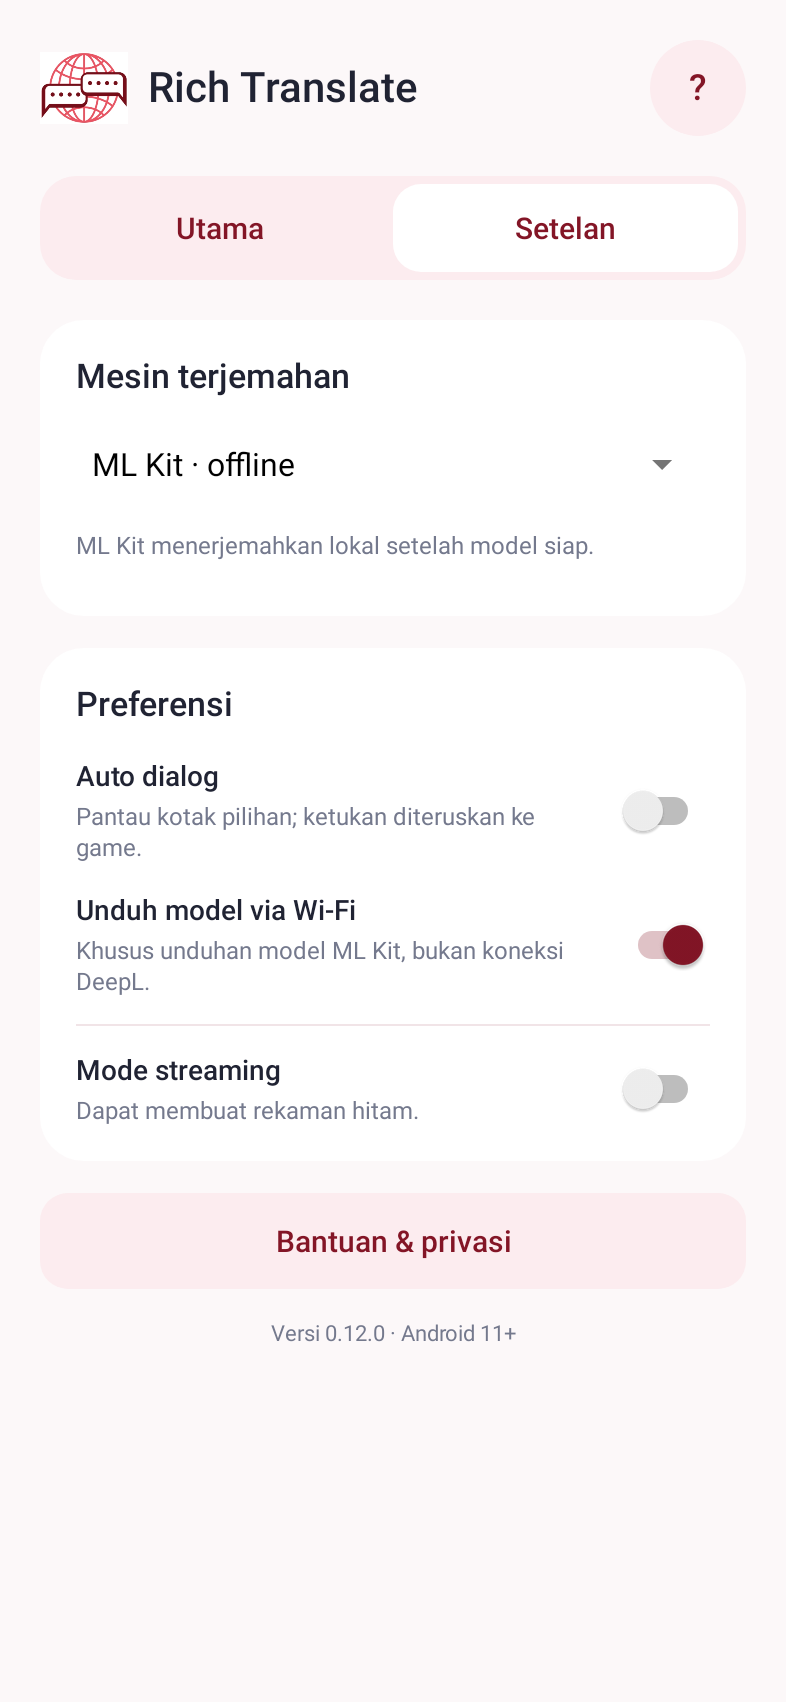 Rich Translate
?
Utama
Setelan
Mesin terjemahan
ML Kit · offline
ML Kit menerjemahkan lokal setelah model siap.
Preferensi
Auto dialog
Pantau kotak pilihan; ketukan diteruskan ke
game.
Unduh model via Wi-Fi
Khusus unduhan model ML Kit, bukan koneksi
DeepL.
Mode streaming
Dapat membuat rekaman hitam.
Bantuan & privasi
Versi 0.12.0 · Android 11+